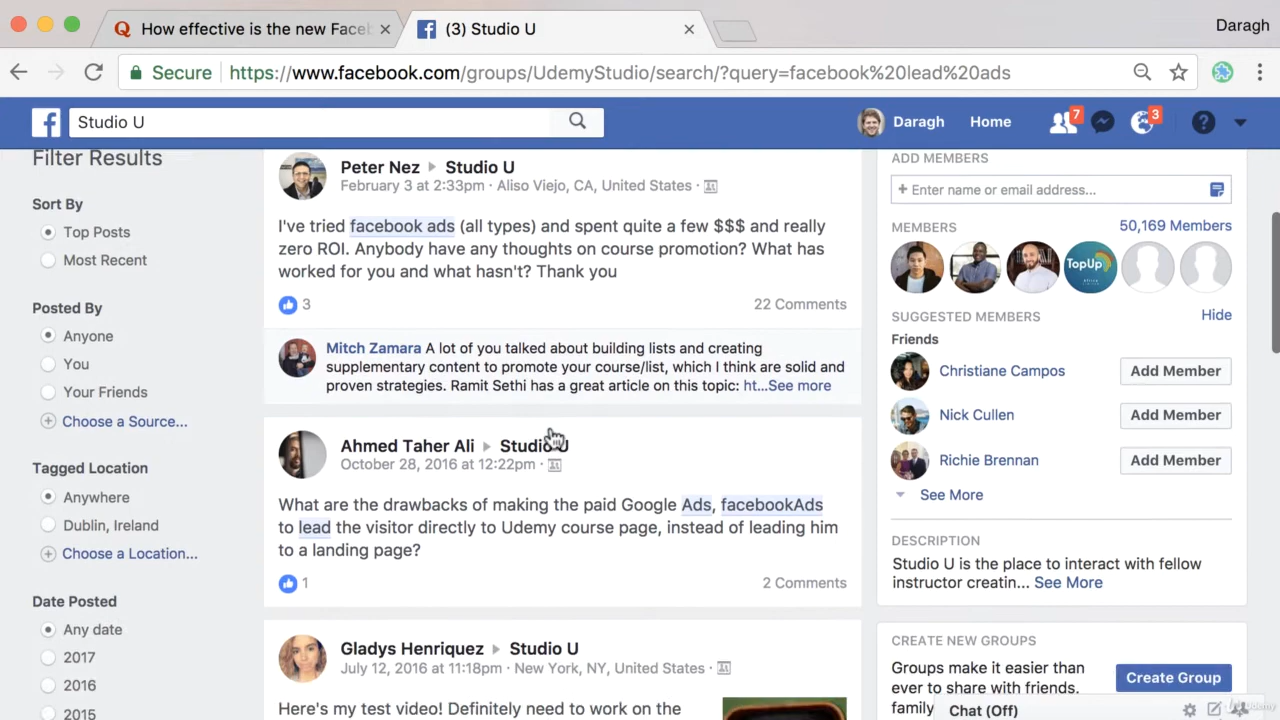 How effective is the new Faceb
(3) Studio U
Daragh
Secure
https://www.facebook.com/groups/UdemyStudio/search/?query=facebook%20lead%20ads
Studio U
Daragh
Home
7
3
Filter Results
Sort By
Top Posts
Most Recent
Posted By
Anyone
You
Your Friends
Choose a Source...
Tagged Location
Anywhere
Dublin, Ireland
Choose a Location...
Date Posted
Any date
2017
2016
2015
Peter Nez Studio U
February 3 at 2:33pm · Aliso Viejo, CA, United States ·
I've tried facebook ads (all types) and spent quite a few $$$ and really
zero ROI. Anybody have any thoughts on course promotion? What has
worked for you and what hasn't? Thank you
3
22 Comments
Mitch Zamara A lot of you talked about building lists and creating
supplementary content to promote your course/list, which I think are solid and
proven strategies. Ramit Sethi has a great article on this topic: ht...See more
Ahmed Taher Ali Studio U
October 28, 2016 at 12:22pm ·
What are the drawbacks of making the paid Google Ads, facebookAds
to lead the visitor directly to Udemy course page, instead of leading him
to a landing page?
1
2 Comments
Gladys Henriquez Studio U
July 12, 2016 at 11:18pm · New York, NY, United States ·
Here's my test video! Definitely need to work on the
ADD MEMBERS
+ Enter name or email address...
MEMBERS
50,169 Members
TopUp
SUGGESTED MEMBERS
Hide
Friends
Christiane Campos
Add Member
Nick Cullen
Add Member
Richie Brennan
Add Member
See More
DESCRIPTION
Studio U is the place to interact with fellow
instructor creatin... See More
CREATE NEW GROUPS
Groups make it easier than
ever to share with friends,
family
Create Group
Chat (Off)
Udemy